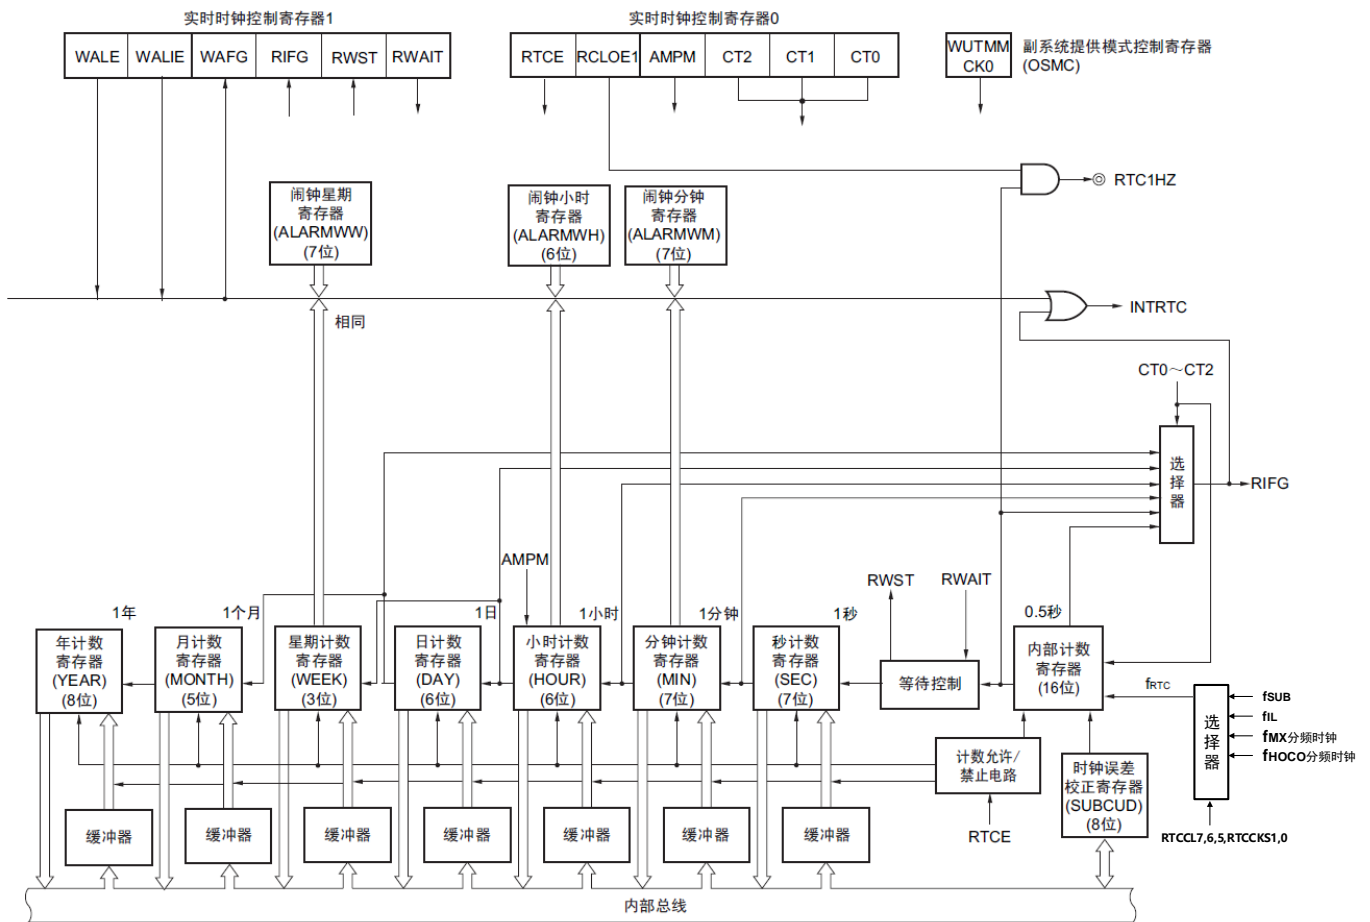 实时时钟控制寄存器1
WALE WALIE WAFG RIFG RWST RWAIT
实时时钟控制寄存器0
RTCE RCLOE1 AMPM CT2 CT1 CT0
WUTMM
CK0
副系统提供模式控制寄存器
(OSMC)
RTC1HZ
闹钟星期
寄存器
(ALARMWW)
(7位)
闹钟小时
寄存器
(ALARMWH)
(6位)
闹钟分钟
寄存器
(ALARMWM)
(7位)
相同
INTRTC
CT0～CT2
选
择
器
RIFG
AMPM
RWST
RWAIT
1年
1个月
1日
1小时
1分钟
1秒
0.5秒
年计数
寄存器
(YEAR)
(8位)
月计数
寄存器
(MONTH)
(5位)
星期计数
寄存器
(WEEK)
(3位)
日计数
寄存器
(DAY)
(6位)
小时计数
寄存器
(HOUR)
(6位)
分钟计数
寄存器
(MIN)
(7位)
秒计数
寄存器
(SEC)
(7位)
等待控制
内部计数
寄存器
(16位)
fRTC
选
择
器
fSUB
fIL
fMX分频时钟
fHOCO分频时钟
RTCCL7,6,5,RTCCKS1,0
计数允许/
禁止电路
RTCE
时钟误差
校正寄存器
(SUBCUD)
(8位)
缓冲器
缓冲器
缓冲器
缓冲器
缓冲器
缓冲器
缓冲器
内部总线